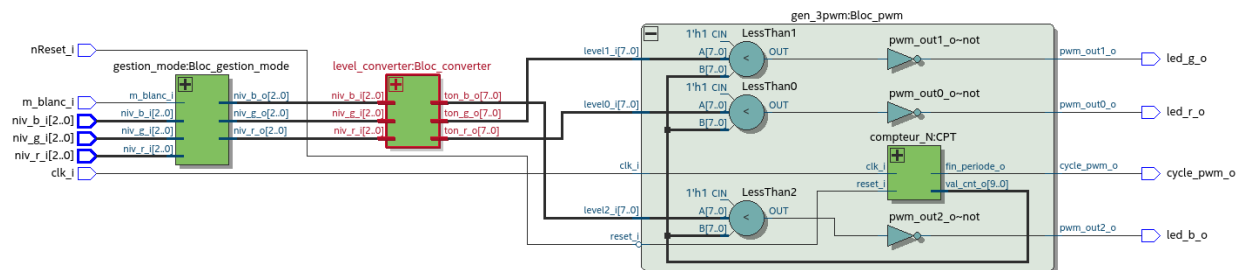 gen_3pwm:Bloc_pwm
nReset_i
gestion_mode:Bloc_gestion_mode
level_converter:Bloc_converter
level1_i[7..0]
1'h1 CIN
LessThan1
A[7..0]
OUT
B[7..0]
pwm_out1_o~not
pwm_out1_o
led_g_o
m_blanc_i
m_blanc_i
niv_b_i[2..0]
niv_b_i[2..0]
niv_g_i[2..0]
niv_g_i[2..0]
niv_r_i[2..0]
niv_r_i[2..0]
niv_b_o[2..0]
niv_g_o[2..0]
niv_r_o[2..0]
niv_b_i[2..0]
niv_g_i[2..0]
niv_r_i[2..0]
ton_b_o[7..0]
ton_g_o[7..0]
ton_r_o[7..0]
level0_i[7..0]
1'h1 CIN
LessThan0
A[7..0]
OUT
B[7..0]
pwm_out0_o~not
pwm_out0_o
led_r_o
clk_i
clk_i
compteur_N:CPT
clk_i
reset_i
fin_periode_o
val_cnt_o[9..0]
cycle_pwm_o
cycle_pwm_o
level2_i[7..0]
1'h1 CIN
LessThan2
A[7..0]
OUT
B[7..0]
reset_i
pwm_out2_o~not
pwm_out2_o
led_b_o